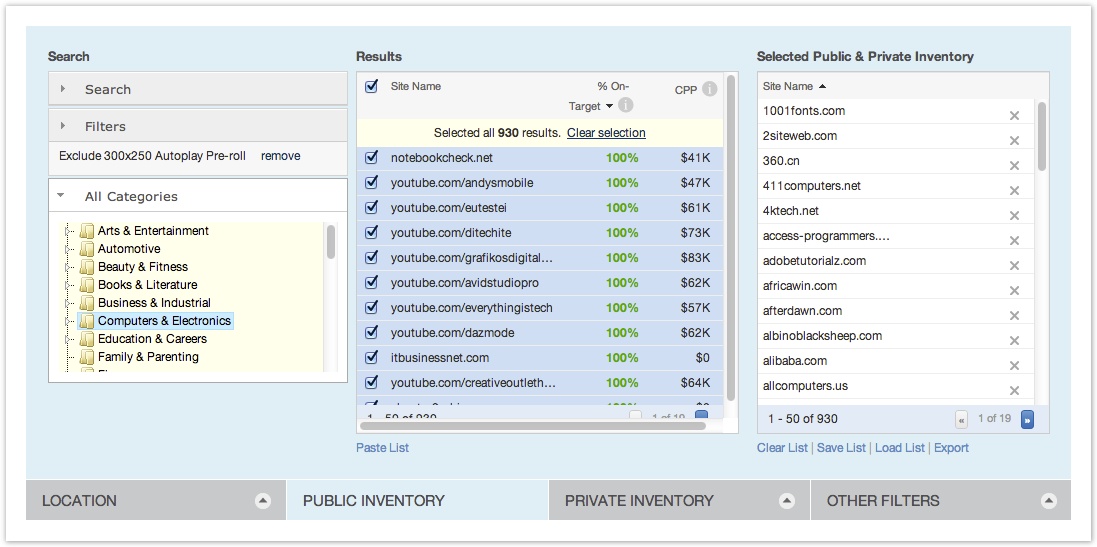 Search
Search
Filters
Exclude 300x250 Autoplay Pre-roll remove
All Categories
Arts & Entertainment
Automotive
Beauty & Fitness
Books & Literature
Business & Industrial
Computers & Electronics
Education & Careers
Family & Parenting
Results
Site Name % On-Target CPP
Selected all 930 results. Clear selection
notebookcheck.net 100% $41K
youtube.com/andysmobile 100% $47K
youtube.com/eutestei 100% $61K
youtube.com/ditechite 100% $73K
youtube.com/grafikosdigital... 100% $83K
youtube.com/avidstudiopro 100% $62K
youtube.com/everythingistech 100% $57K
youtube.com/dazmode 100% $62K
itbusinessnet.com 100% $0
youtube.com/creativeoutleth... 100% $64K
1 - 50 of 930 1 of 19
Paste List
Selected Public & Private Inventory
Site Name
1001fonts.com
2siteweb.com
360.cn
411computers.net
4ktech.net
access-programmers....
adobetutorialz.com
africawin.com
afterdawn.com
albinoblacksheep.com
alibaba.com
allcomputers.us
1 - 50 of 930 « 1 of 19 »
Clear List | Save List | Load List | Export
LOCATION
PUBLIC INVENTORY
PRIVATE INVENTORY
OTHER FILTERS